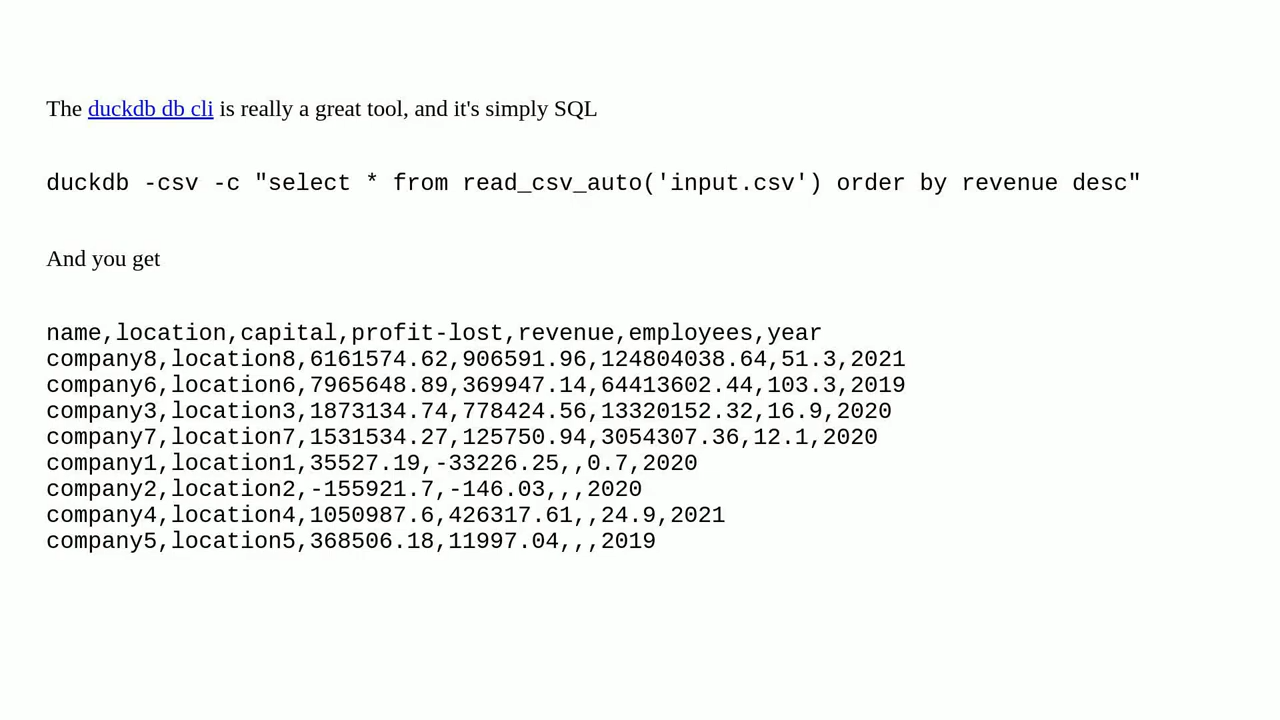 The duckdb db cli is really a great tool, and it's simply SQL
duckdb -csv -c "select * from read_csv_auto('input.csv') order by revenue desc"
And you get
name,location,capital,profit-lost,revenue,employees,year
company8,location8,6161574.62,906591.96,124804038.64,51.3,2021
company6,location6,7965648.89,369947.14,64413602.44,103.3,2019
company3,location3,1873134.74,778424.56,13320152.32,16.9,2020
company7,location7,1531534.27,125750.94,3054307.36,12.1,2020
company1,location1,35527.19,-33226.25,,0.7,2020
company2,location2,-155921.7,-146.03,,,2020
company4,location4,1050987.6,426317.61,,24.9,2021
company5,location5,368506.18,11997.04,,,2019